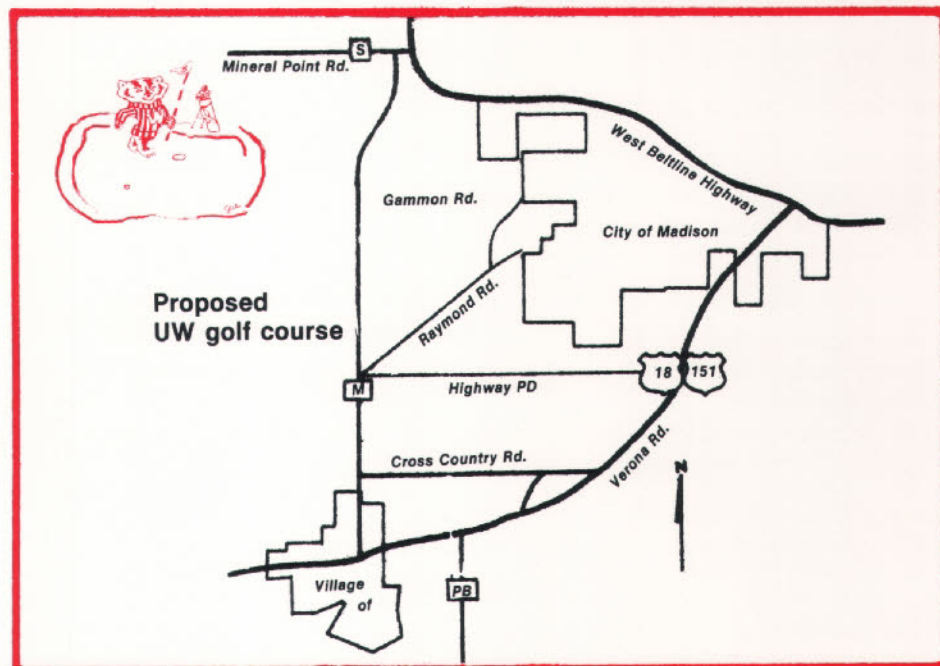 S
Mineral Point Rd.
West Beltline Highway
Gammon Rd.
City of Madison
Proposed
UW golf course
Raymond Rd.
18 151
M
Highway PD
Verona Rd.
Cross Country Rd.
N
Village
of
PB